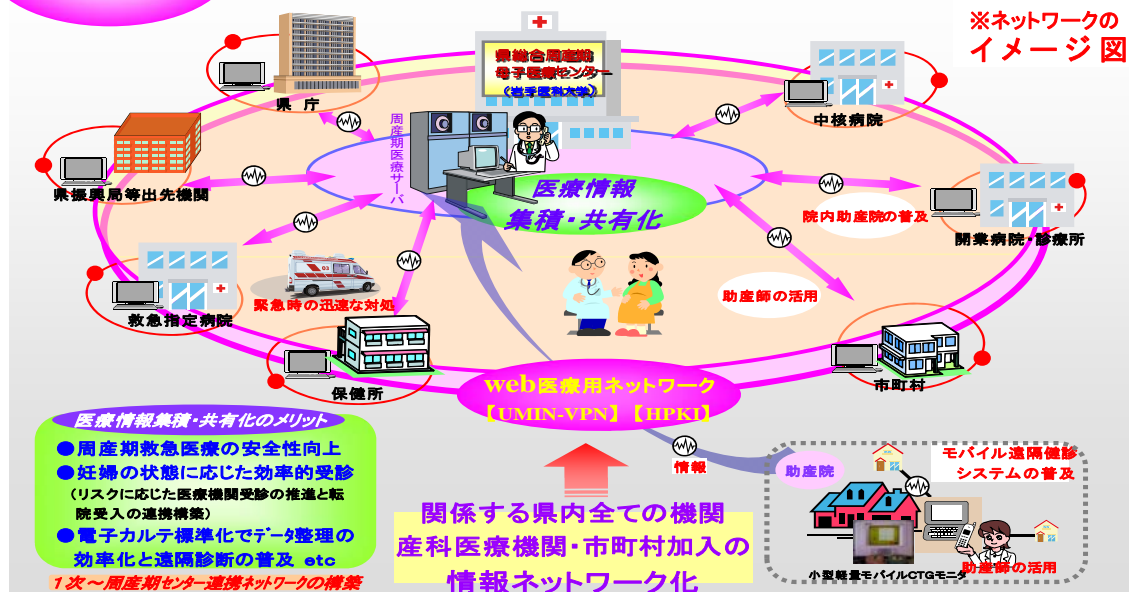 ※ネットワークの
イメージ図
県総合周産期
母子医療センター
(岩手医科大学)
県庁
中核病院
周産期医療サーバ
県振興局等出先機関
医療情報
集積・共有化
院内助産院の普及
開業病院・診療所
03
救急指定病院
緊急時の迅速な対処
助産師の活用
保健所
市町村
web医療用ネットワーク
【UMIN-VPN】【HPKI】
医療情報集積・共有化のメリット
●周産期救急医療の安全性向上
●妊婦の状態に応じた効率的受診
(リスクに応じた医療機関受診の推進と転
院受入の連携構築)
●電子カルテ標準化でデータ整理の
効率化と遠隔診断の普及 etc
1次~周産期センター連携ネットワークの構築
情報
関係する県内全ての機関
産科医療機関・市町村加入の
情報ネットワーク化
助産院
モバイル遠隔健診
システムの普及
小型軽量モバイルCTGモニタ
助産師の活用